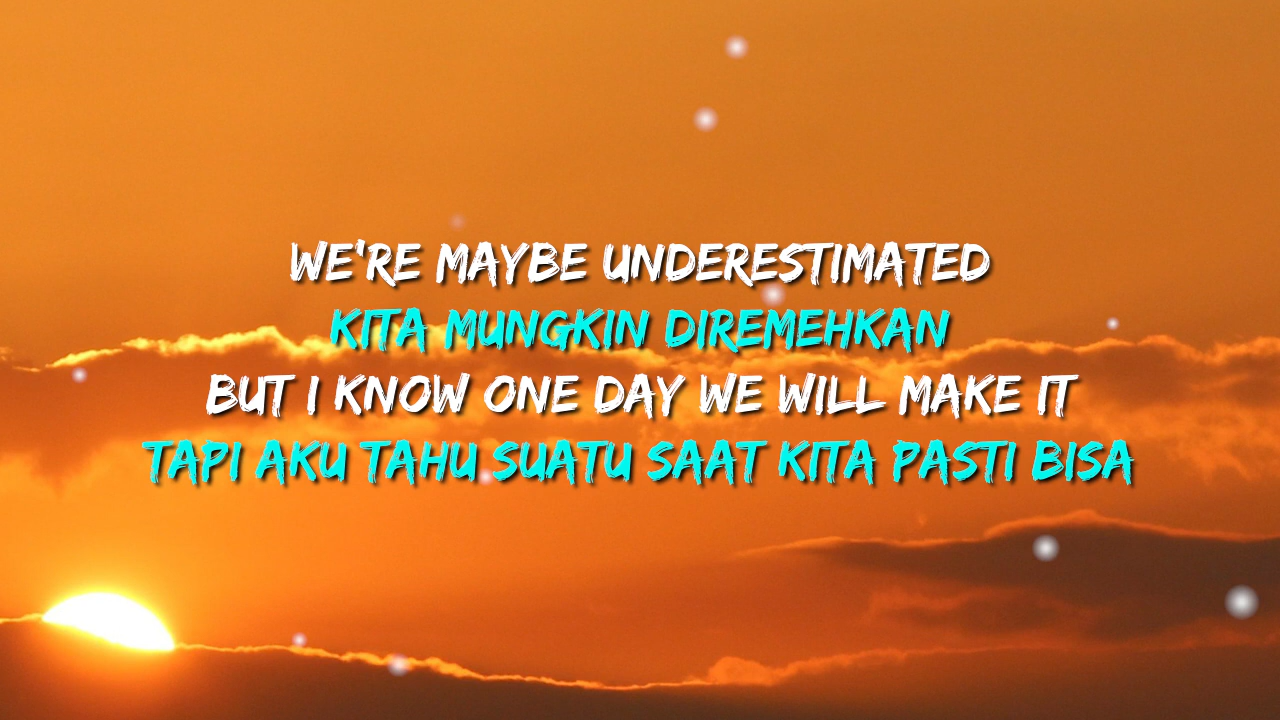 WE'RE MAYBE UNDERESTIMATED
KITA MUNGKIN DIREMEHKAN
BUT I KNOW ONE DAY WE WILL MAKE IT
TAPI AKU TAHU SUATU SAAT KITA PASTI BISA